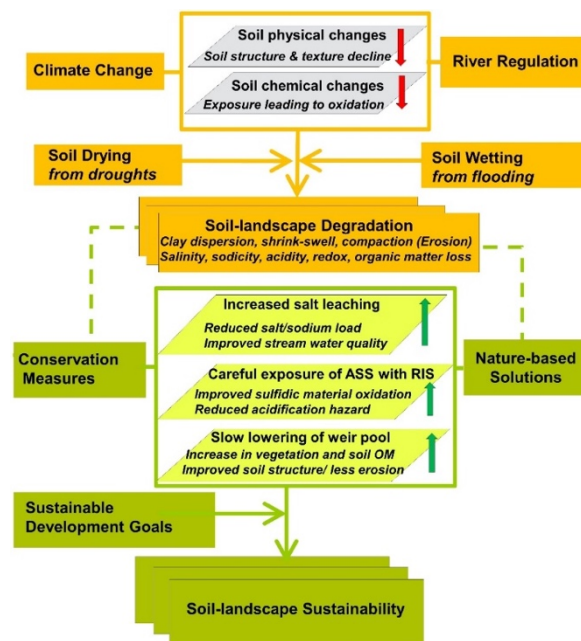 Climate Change
Soil physical changes
Soil structure & texture decline
Soil chemical changes
Exposure leading to oxidation
River Regulation
Soil Drying
from droughts
Soil Wetting
from flooding
Soil-landscape Degradation
Clay dispersion, shrink-swell, compaction (Erosion)
Salinity, sodicity, acidity, redox, organic matter loss
Conservation
Measures
Increased salt leaching
Reduced salt/sodium load
Improved stream water quality
Careful exposure of ASS with RIS
Improved sulfidic material oxidation
Reduced acidification hazard
Slow lowering of weir pool
Increase in vegetation and soil OM
Improved soil structure/ less erosion
Nature-based
Solutions
Sustainable
Development Goals
Soil-landscape Sustainability